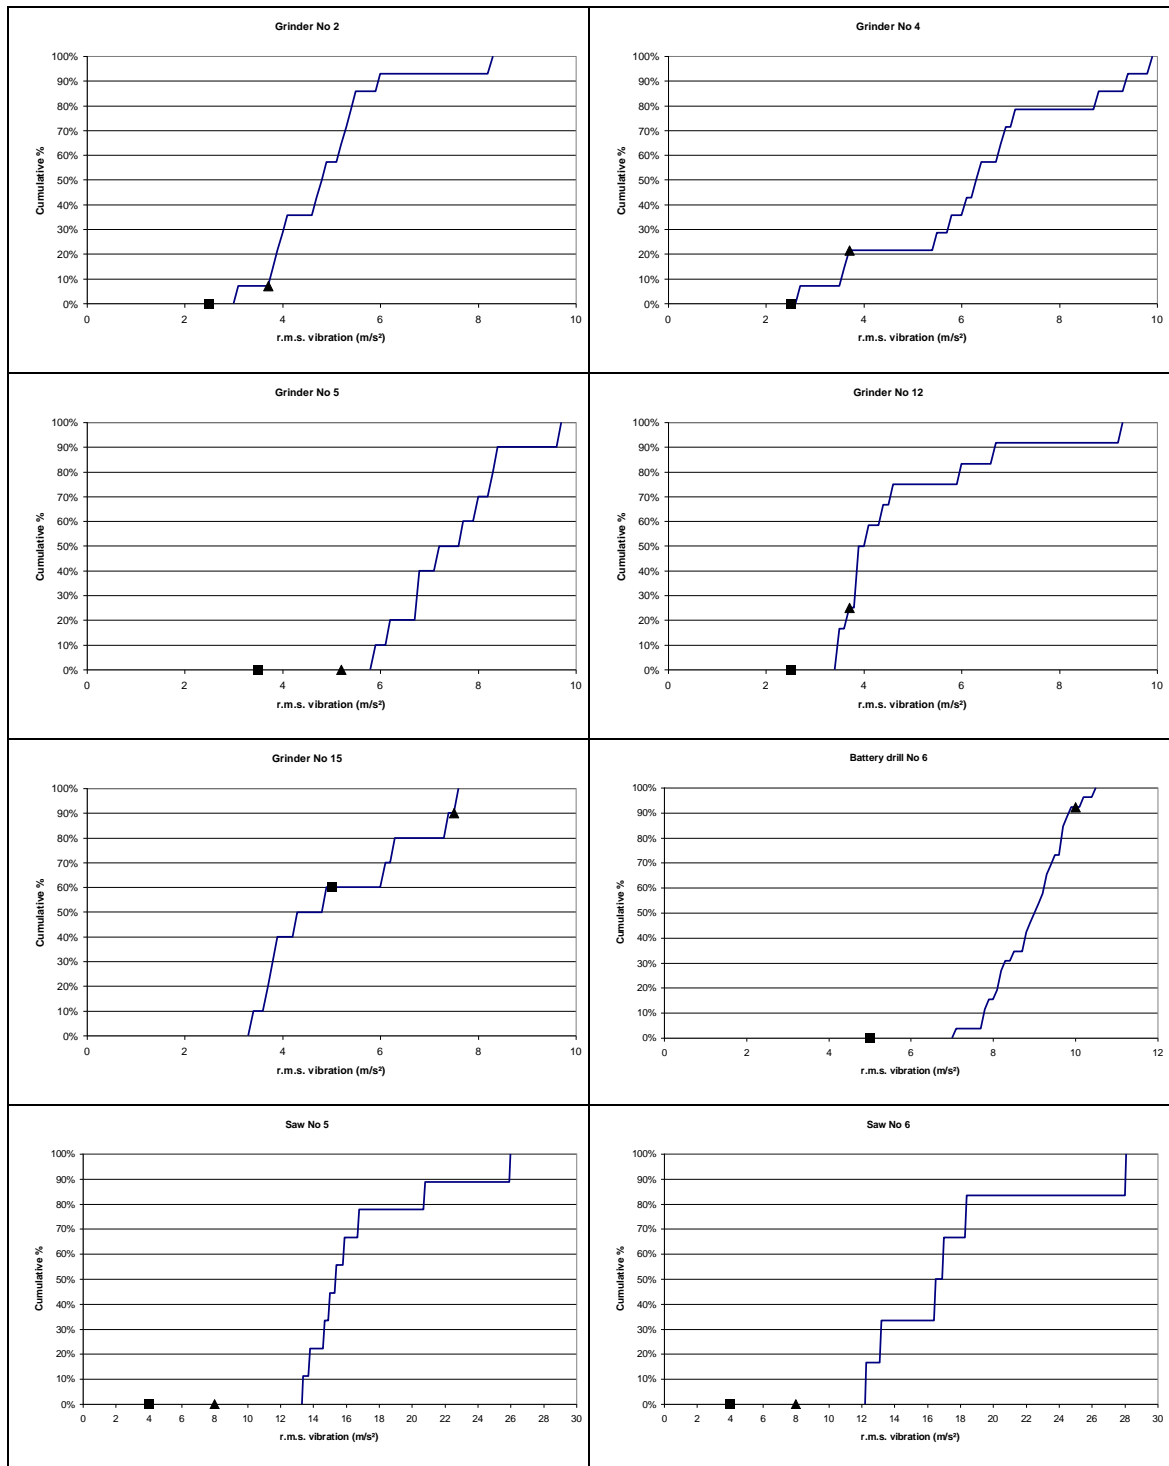 Grinder No 2
100%
90%
80%
70%
60%
50%
40%
30%
20%
10%
0%
Cumulative %
0 2 4 6 8 10
r.m.s. vibration (m/s²)
Grinder No 4
100%
90%
80%
70%
60%
50%
40%
30%
20%
10%
0%
Cumulative %
0 2 4 6 8 10
r.m.s. vibration (m/s²)
Grinder No 5
100%
90%
80%
70%
60%
50%
40%
30%
20%
10%
0%
Cumulative %
0 2 4 6 8 10
r.m.s. vibration (m/s²)
Grinder No 12
100%
90%
80%
70%
60%
50%
40%
30%
20%
10%
0%
Cumulative %
0 2 4 6 8 10
r.m.s. vibration (m/s²)
Grinder No 15
100%
90%
80%
70%
60%
50%
40%
30%
20%
10%
0%
Cumulative %
0 2 4 6 8 10
r.m.s. vibration (m/s²)
Battery drill No 6
100%
90%
80%
70%
60%
50%
40%
30%
20%
10%
0%
Cumulative %
0 2 4 6 8 10 12
r.m.s. vibration (m/s²)
Saw No 5
100%
90%
80%
70%
60%
50%
40%
30%
20%
10%
0%
Cumulative %
0 2 4 6 8 10 12 14 16 18 20 22 24 26 28 30
r.m.s. vibration (m/s²)
Saw No 6
100%
90%
80%
70%
60%
50%
40%
30%
20%
10%
0%
Cumulative %
0 2 4 6 8 10 12 14 16 18 20 22 24 26 28 30
r.m.s. vibration (m/s²)